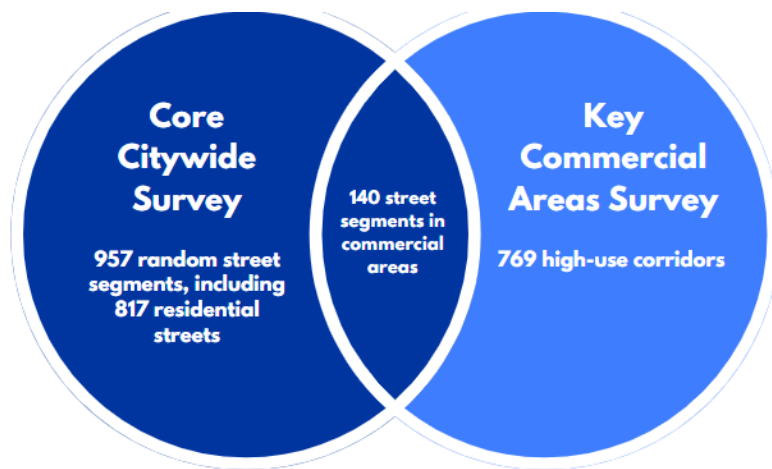 Core
Citywide
Survey
957 random street
segments, including
817 residential
streets
140 street
segments in
commercial
areas
Key
Commercial
Areas Survey
769 high-use corridors